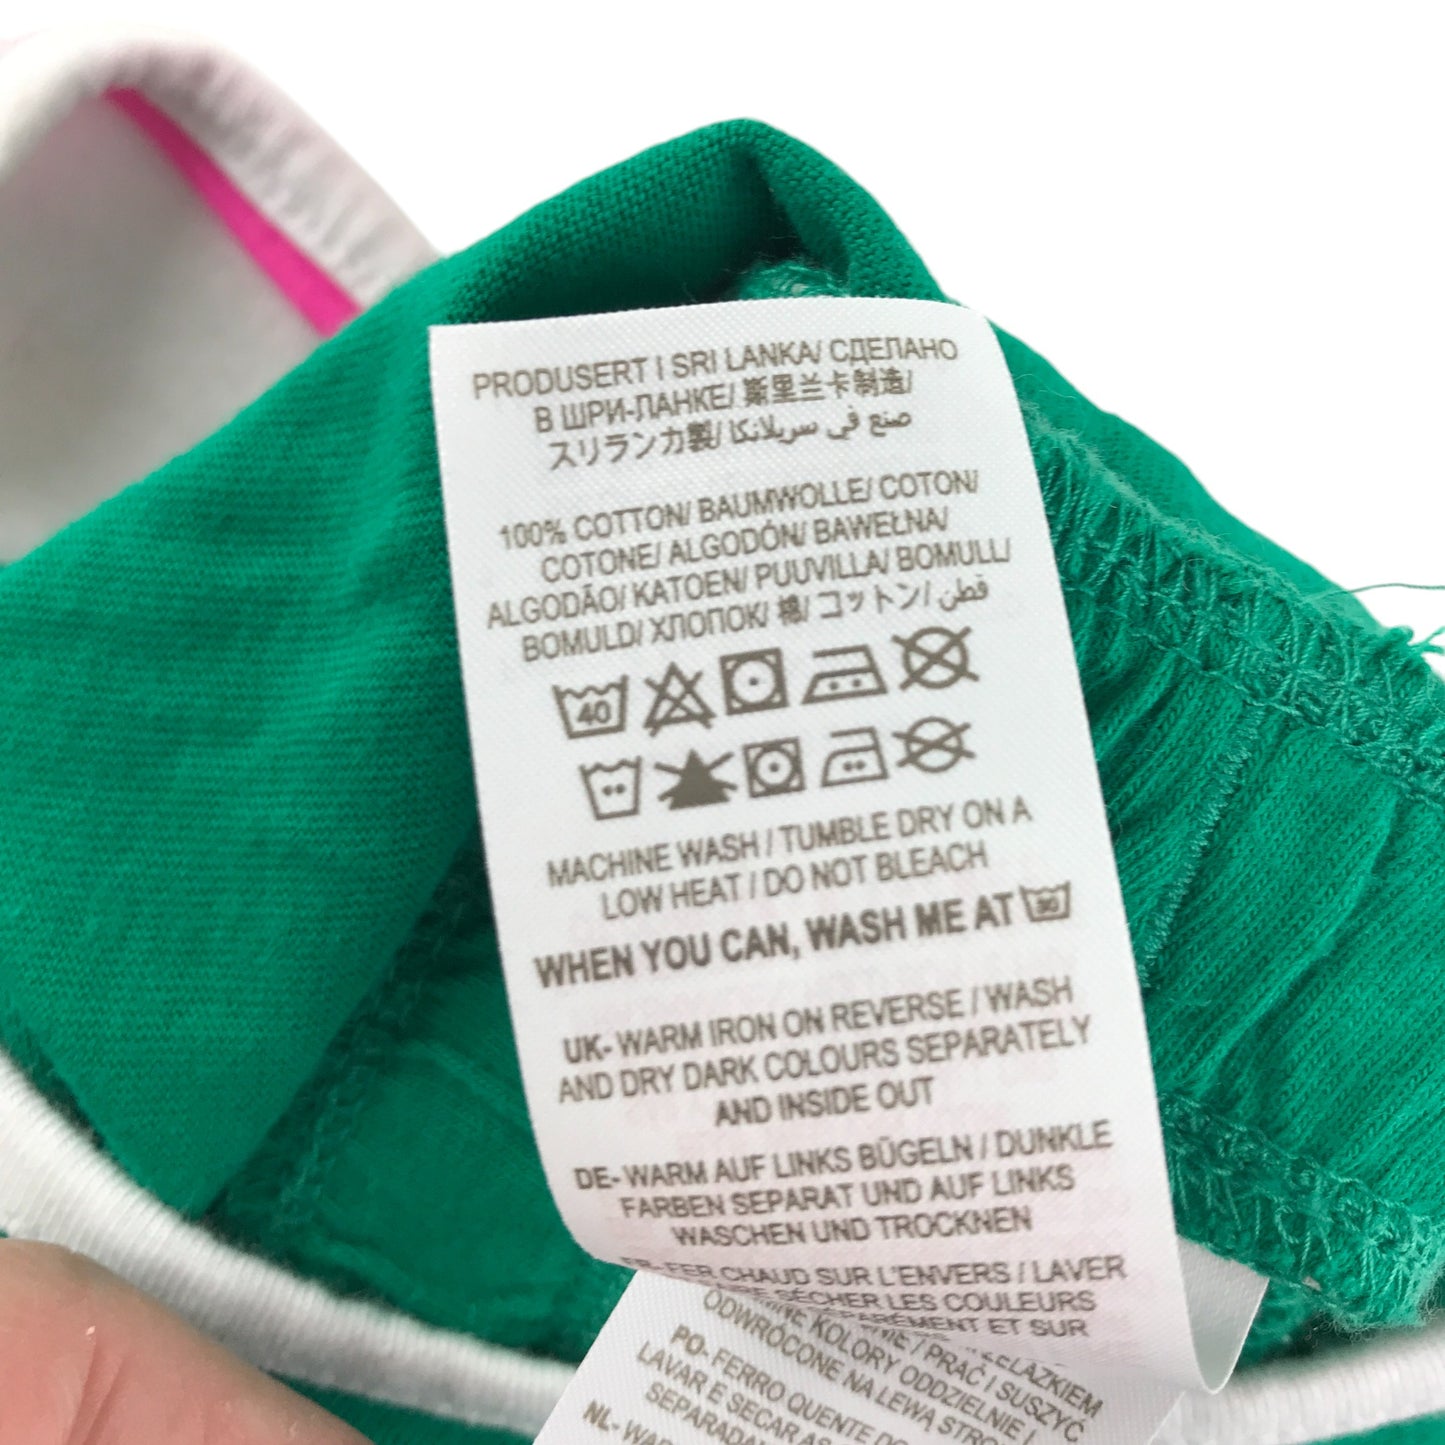 PRODUSERT I SRI LANKA/ СДЕЛАНО
В ШРИ-ЛАНКЕ/ 斯里兰卡制造/
スリランカ製/ صنع في سريلانكا
100% COTTON/ BAUMWOLLE/ COTON/
COTONE/ ALGODÓN/ BAWEŁNA/
ALGODÃO/ KATOEN/ PUUVILLA/ BOMULL/
BOMULD/ ХЛОПОК/ 棉/ コットン/ قطن
40
MACHINE WASH / TUMBLE DRY ON A
LOW HEAT / DO NOT BLEACH
WHEN YOU CAN, WASH ME AT 30
UK- WARM IRON ON REVERSE / WASH
AND DRY DARK COLOURS SEPARATELY
AND INSIDE OUT
DE- WARM AUF LINKS BÜGELN / DUNKLE
FARBEN SEPARAT UND AUF LINKS
WASCHEN UND TROCKNEN
FER CHAUD SUR L'ENVERS / LAVER
SÉCHER LES COULEURS
SÉPARÉMENT ET SUR
ŻELAZKIEM
ODWRÓCONE / PRAĆ I SUSZYĆ
KOLORY ODDZIELNIE I
NA LEWĄ
PO- FERRO QUENTE
LAVAR E SECAR AS
NL-